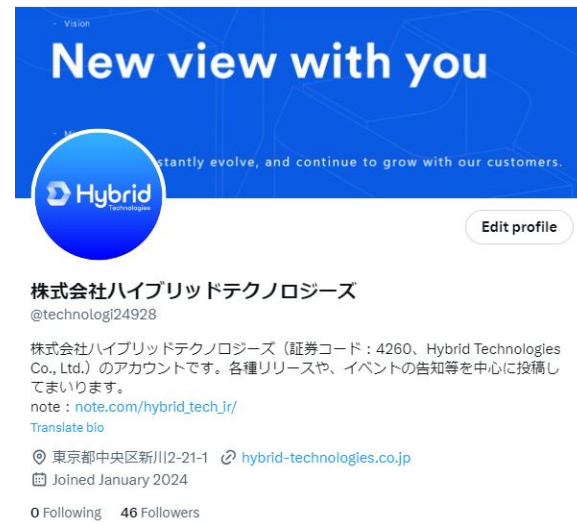 Vision
New view with you
stantly evolve, and continue to grow with our customers.
Hybrid
Technologies
Edit profile
株式会社ハイブリッドテクノロジーズ
@technologi24928
株式会社ハイブリッドテクノロジーズ（証券コード：4260、Hybrid Technologies
Co., Ltd.）のアカウントです。各種リリースや、イベントの告知等を中心に投稿し
てまいります。
note：note.com/hybrid_tech_ir/
Translate bio
東京都中央区新川2-21-1 hybrid-technologies.co.jp
Joined January 2024
0 Following 46 Followers